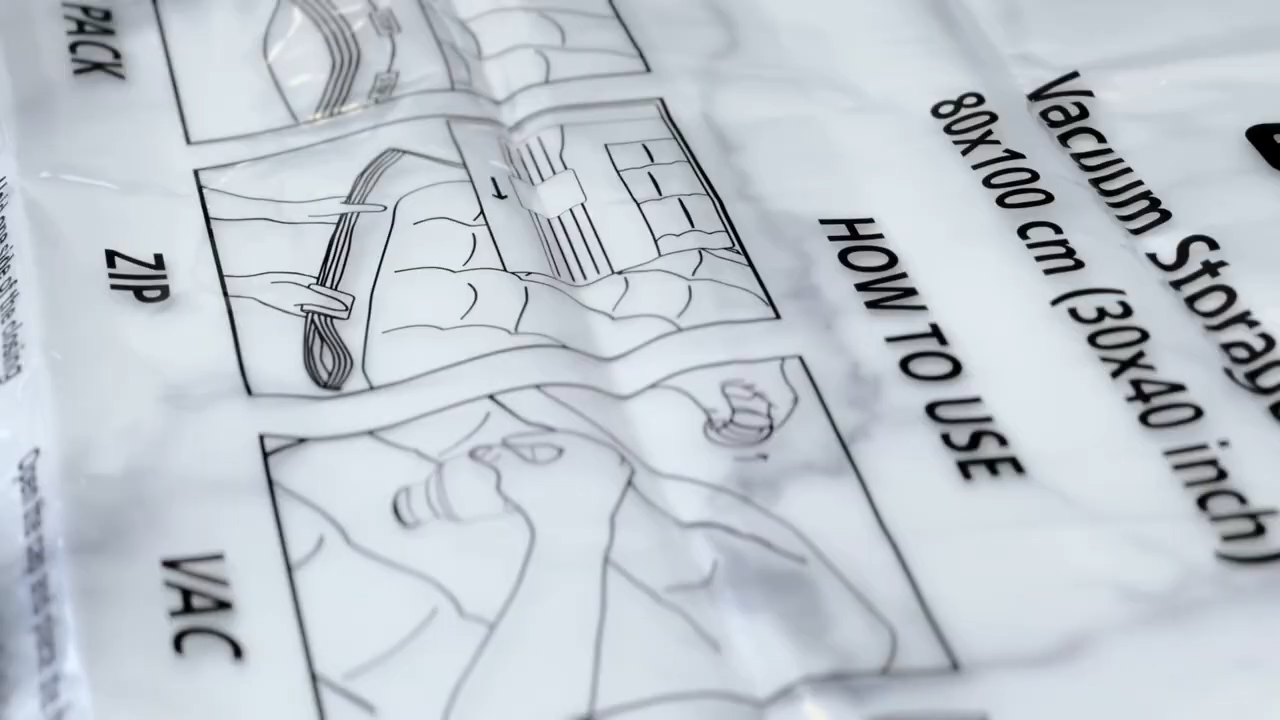 Vacuum Storag
80x100 cm (30x40 inch)
HOW TO USE
PACK
ZIP
VAC